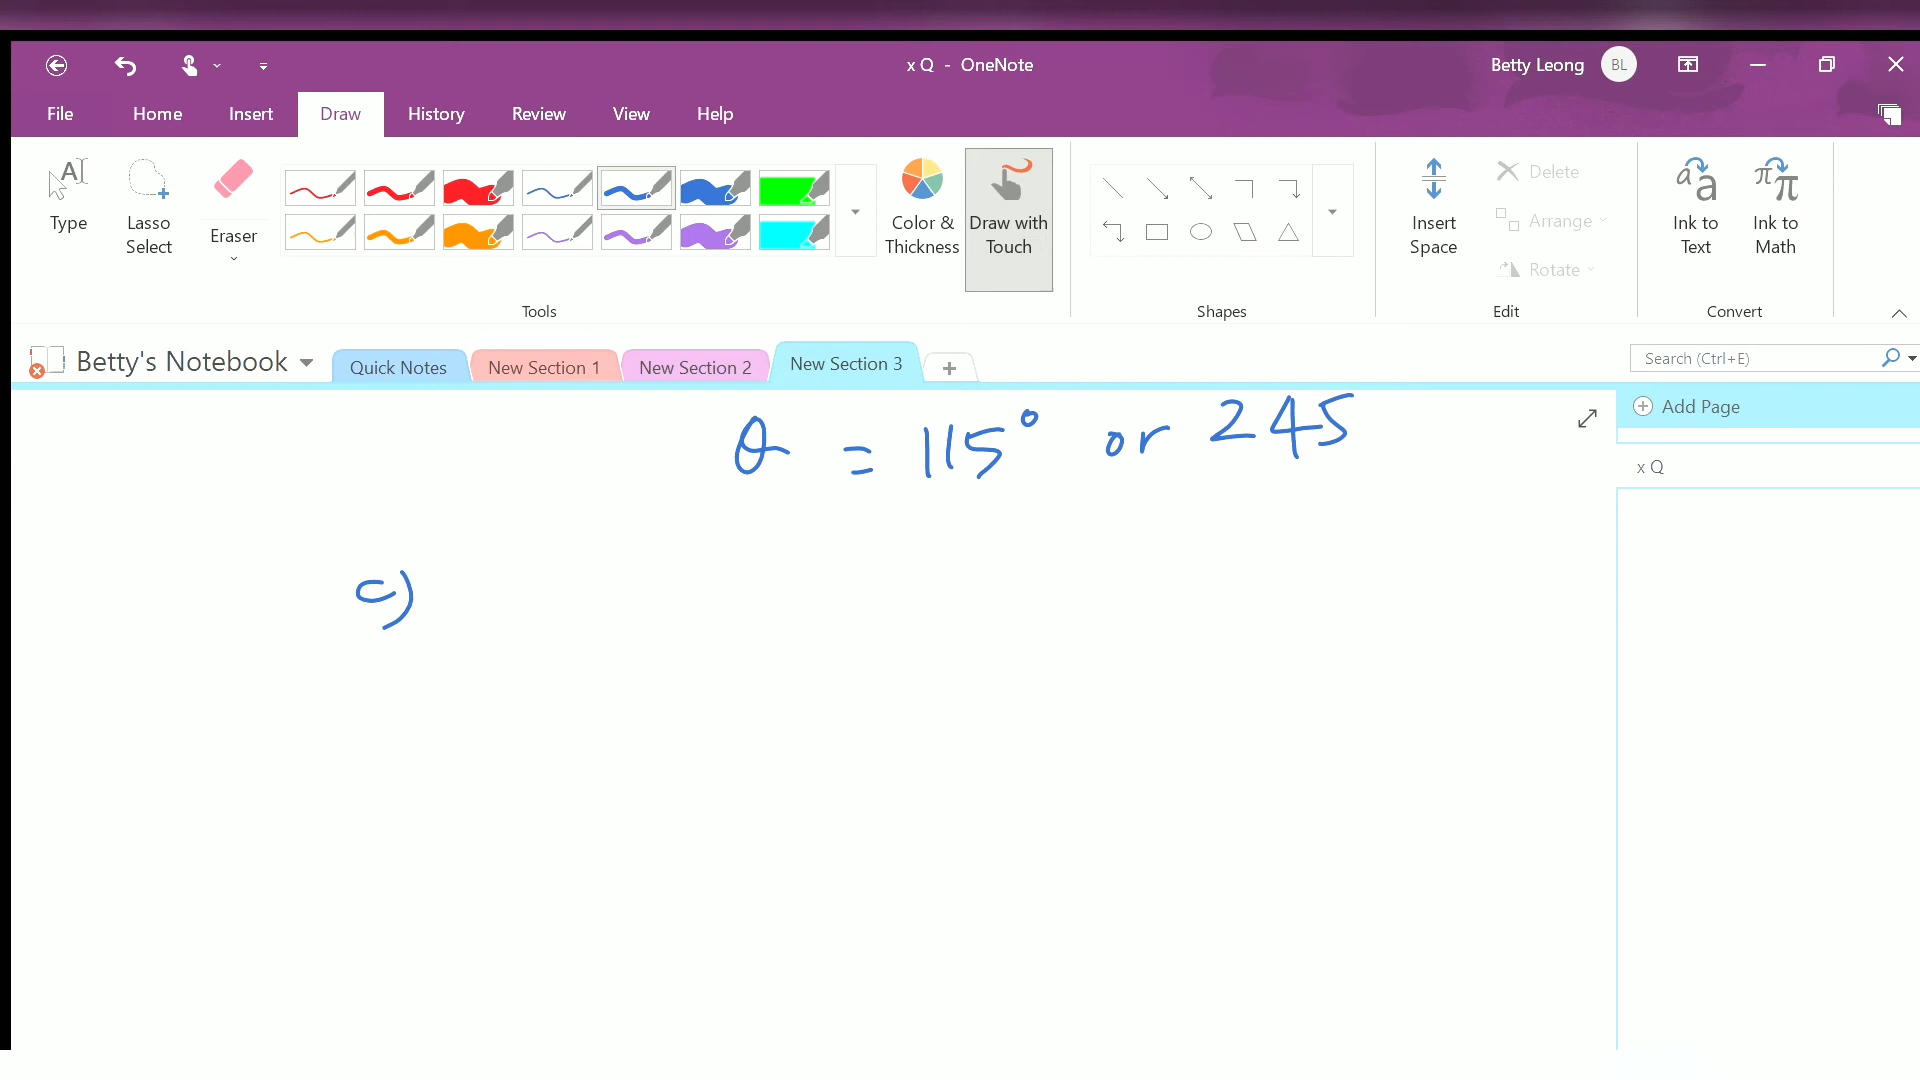 x Q - OneNote
Betty Leong BL
File Home Insert Draw History Review View Help
Type
Lasso Select
Eraser
Color & Thickness
Draw with Touch
Insert Space
Delete
Arrange
Rotate
Ink to Text
Ink to Math
Tools Shapes Edit Convert
Betty's Notebook Quick Notes New Section 1 New Section 2 New Section 3
Search (Ctrl+E)
Add Page
x Q
θ = 115° or 245
c)